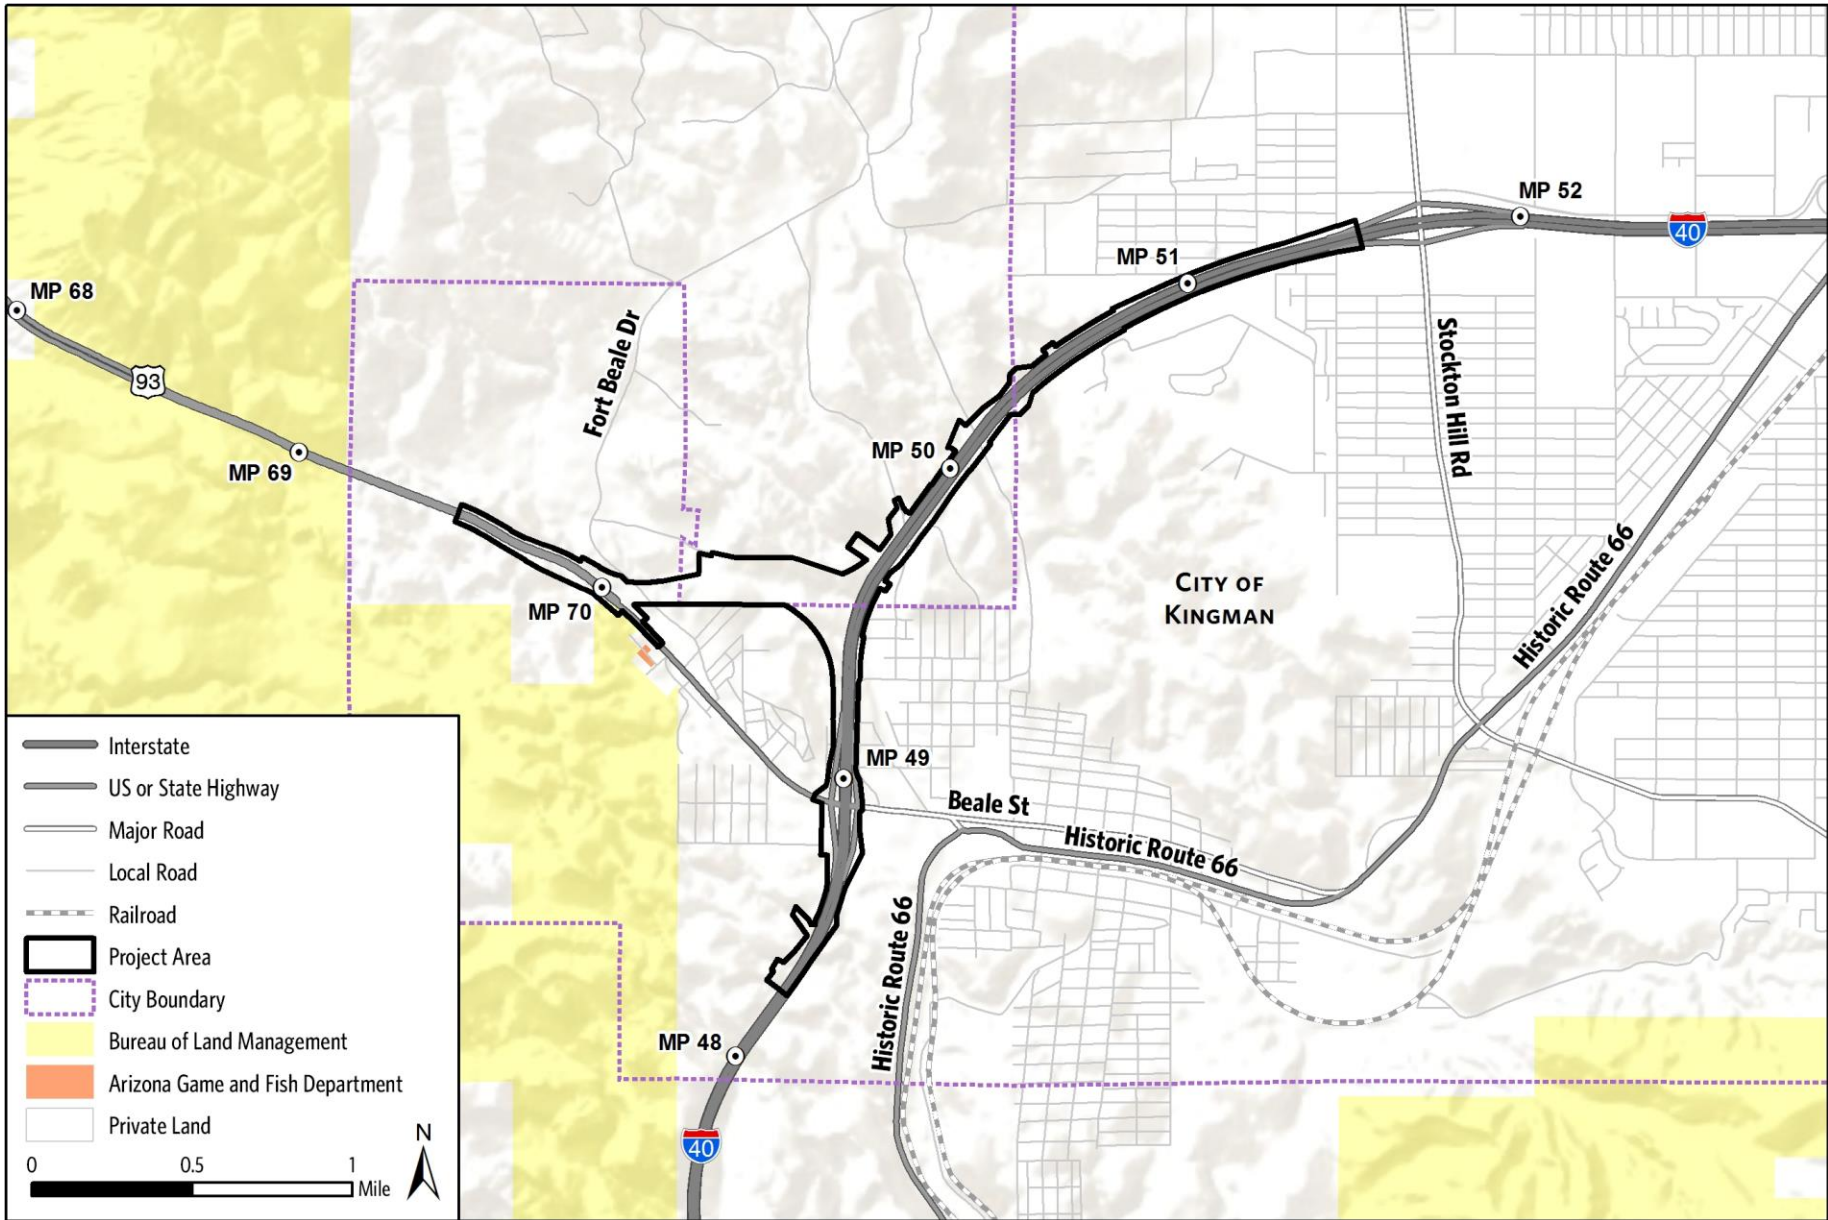 MP 52
40
MP 51
MP 68
93
Fort Beale Dr
Stockton Hill Rd
MP 50
MP 69
CITY OF
KINGMAN
Historic Route 66
MP 70
MP 49
Beale St
Historic Route 66
Historic Route 66
MP 48
40
Interstate
US or State Highway
Major Road
Local Road
Railroad
Project Area
City Boundary
Bureau of Land Management
Arizona Game and Fish Department
Private Land
N
0 0.5 1
Mile